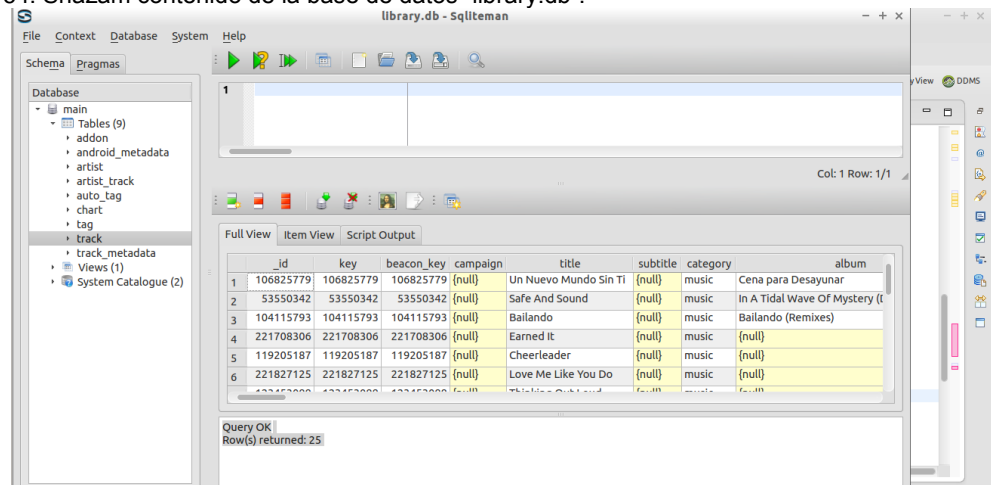 library.db - Sqliteman
File Context Database System Help
Schema Pragmas
Database
main
Tables (9)
addon
android_metadata
artist
artist_track
auto_tag
chart
tag
track
track_metadata
Views (1)
System Catalogue (2)
1
Col: 1 Row: 1/1
Full View Item View Script Output
_id key beacon_key campaign title subtitle category album
1 106825779 106825779 106825779 {null} Un Nuevo Mundo Sin Ti {null} music Cena para Desayunar
2 53550342 53550342 53550342 {null} Safe And Sound {null} music In A Tidal Wave Of Mystery
3 104115793 104115793 104115793 {null} Bailando {null} music Bailando (Remixes)
4 221708306 221708306 221708306 {null} Earned It {null} music {null}
5 119205187 119205187 119205187 {null} Cheerleader {null} music {null}
6 221827125 221827125 221827125 {null} Love Me Like You Do {null} music {null}
Query OK
Row(s) returned: 25
View DDMS